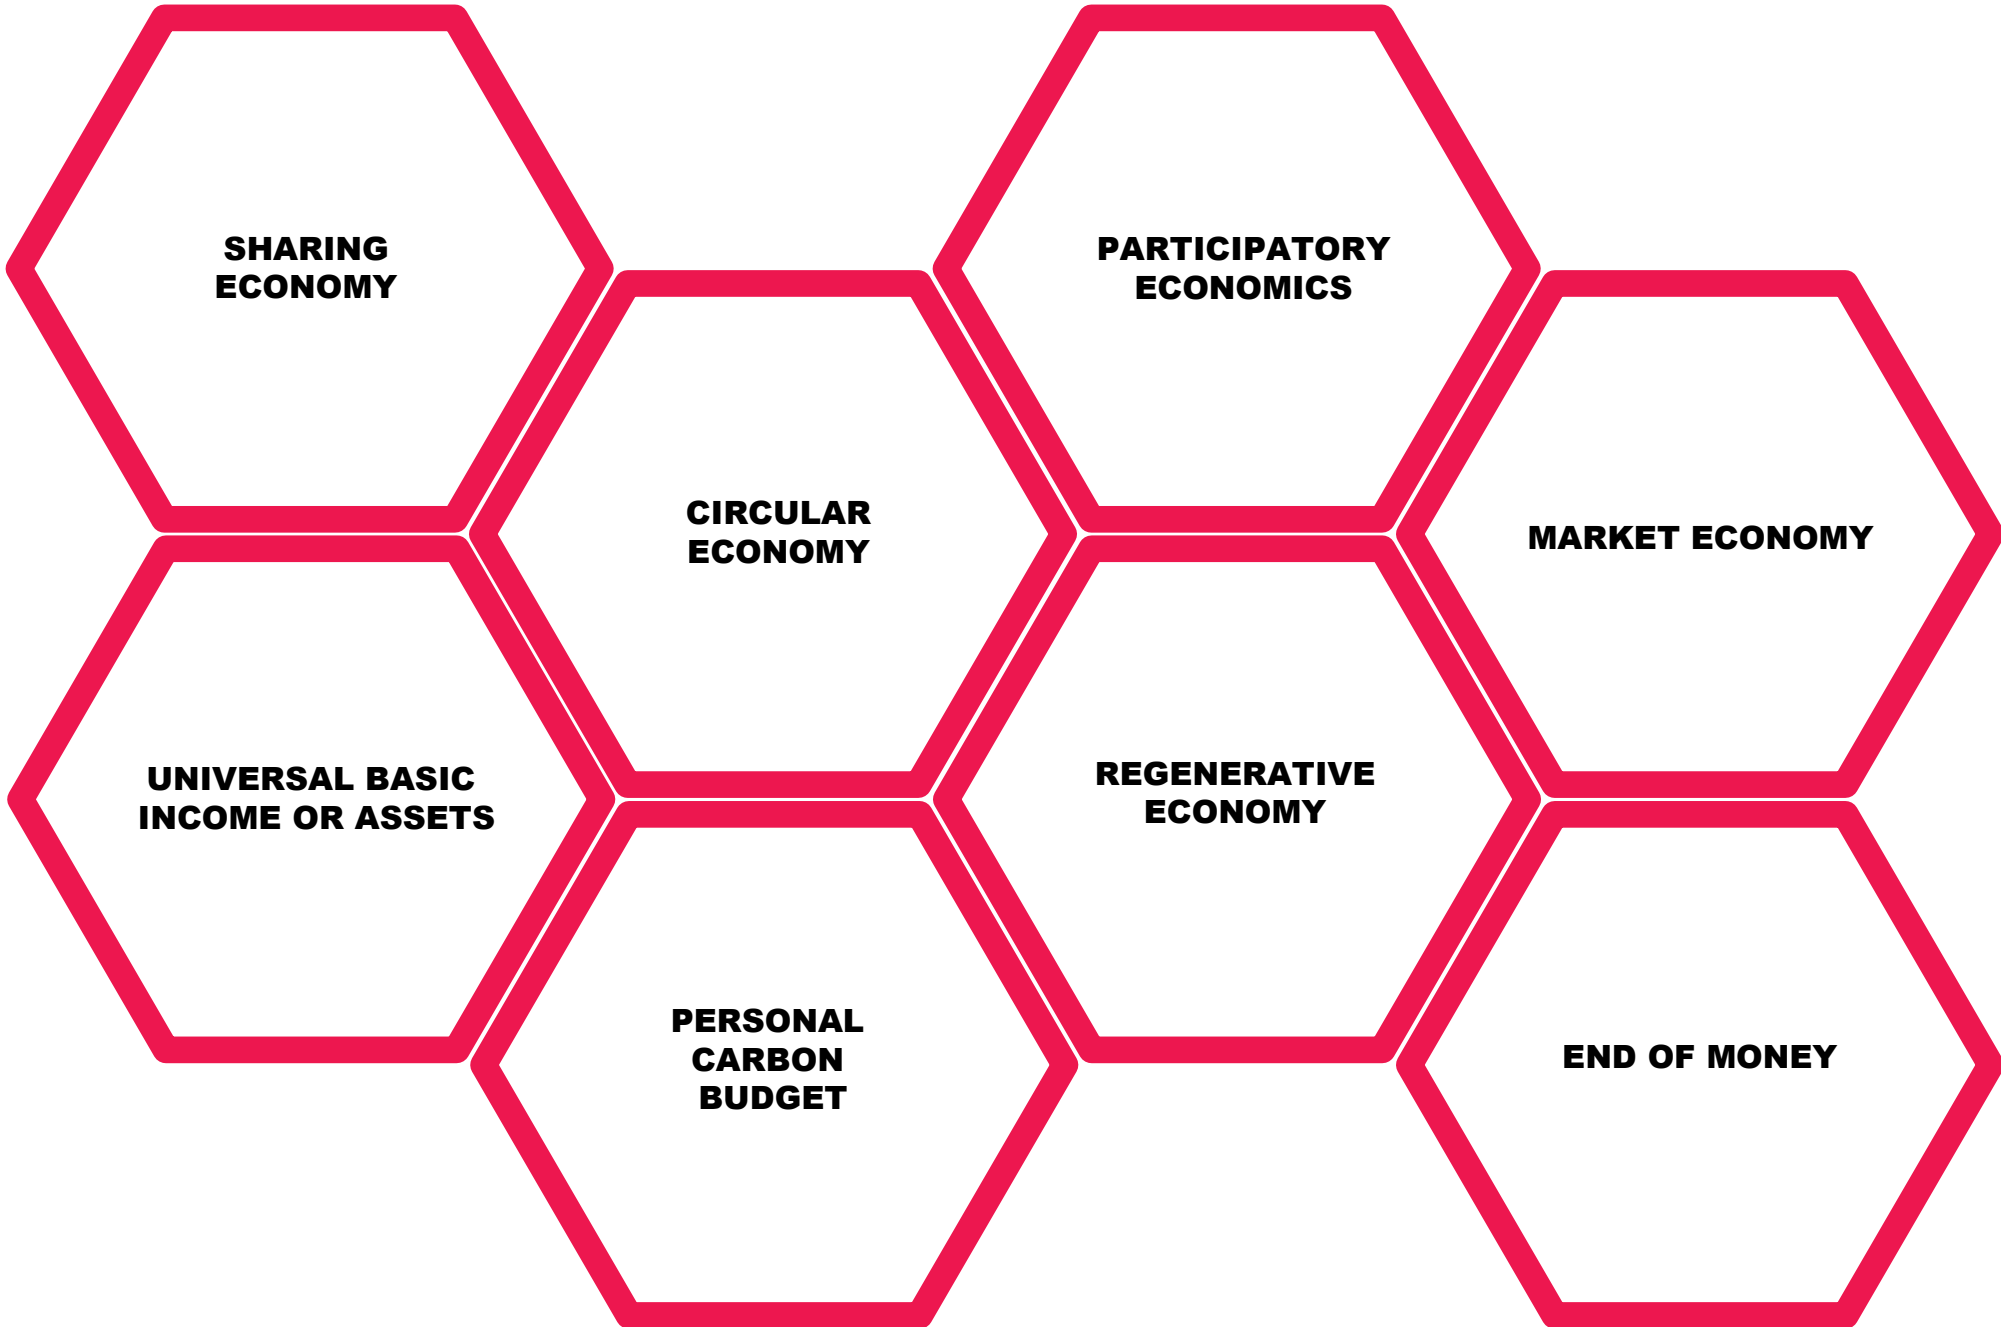 SHARING
ECONOMY
PARTICIPATORY
ECONOMICS
CIRCULAR
ECONOMY
MARKET ECONOMY
UNIVERSAL BASIC
INCOME OR ASSETS
REGENERATIVE
ECONOMY
PERSONAL
CARBON
BUDGET
END OF MONEY